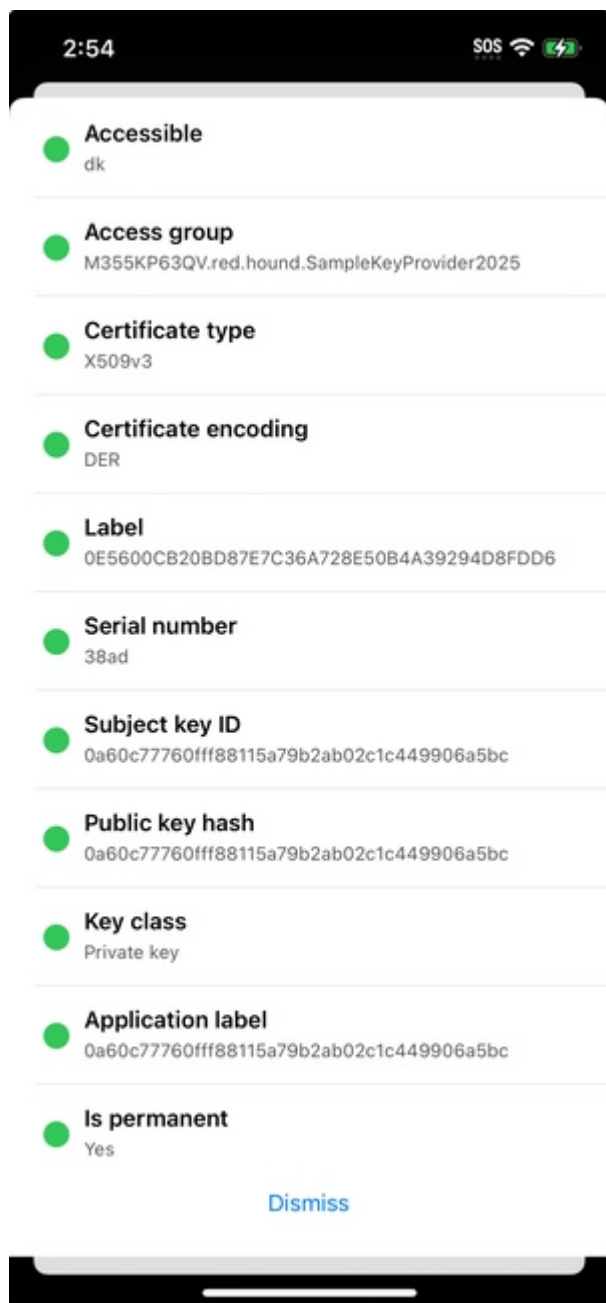 2:54
SOS
Accessible
dk
Access group
M355KP63QV.red.hound.SampleKeyProvider2025
Certificate type
X509v3
Certificate encoding
DER
Label
0E5600CB20BD87E7C36A728E50B4A39294D8FDD6
Serial number
38ad
Subject key ID
0a60c77760fff88115a79b2ab02c1c449906a5bc
Public key hash
0a60c77760fff88115a79b2ab02c1c449906a5bc
Key class
Private key
Application label
0a60c77760fff88115a79b2ab02c1c449906a5bc
Is permanent
Yes
Dismiss